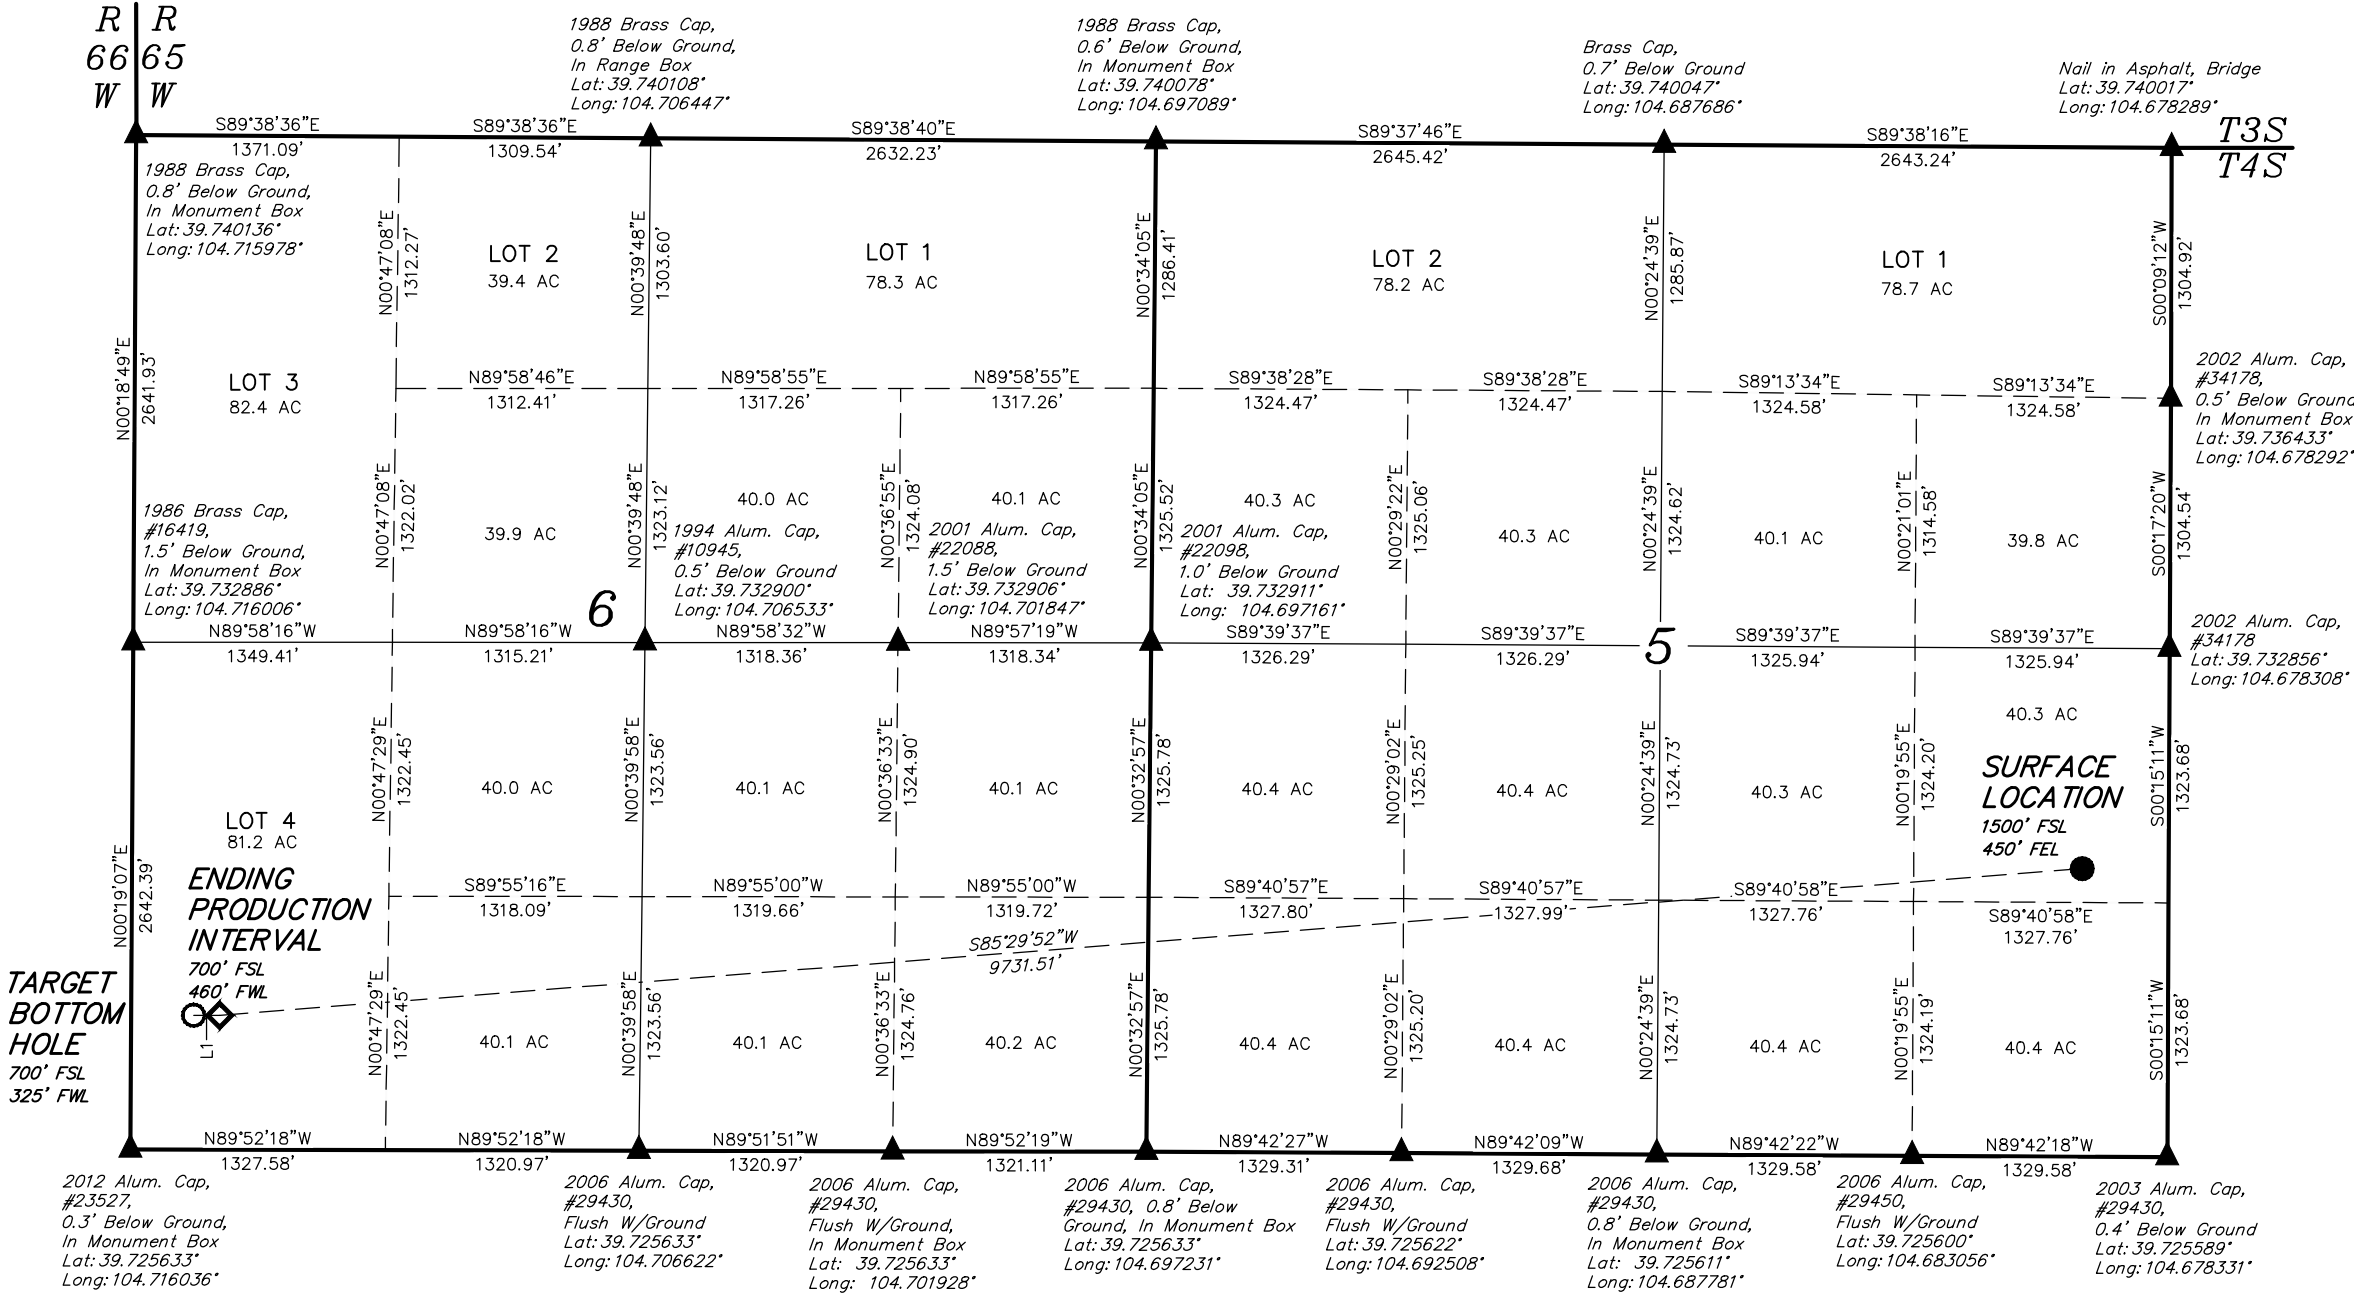 R R
66 65
W W
1988 Brass Cap,
0.8' Below Ground,
In Range Box
Lat: 39.740108°
Long: 104.706447°
1988 Brass Cap,
0.6' Below Ground,
In Monument Box
Lat: 39.740078°
Long: 104.697089°
Brass Cap,
0.7' Below Ground
Lat: 39.740047°
Long: 104.687686°
Nail in Asphalt, Bridge
Lat: 39.740017°
Long: 104.678289°
T3S
T4S
S89°38'36"E
1371.09'
S89°38'36"E
1309.54'
S89°38'40"E
2632.23'
S89°37'46"E
2645.42'
S89°38'16"E
2643.24'
1988 Brass Cap,
0.8' Below Ground,
In Monument Box
Lat: 39.740136°
Long: 104.715978°
N00°47'08"E
1312.27'
LOT 2
39.4 AC
N00°39'48"E
1303.60'
LOT 1
78.3 AC
N00°34'05"E
1286.41'
LOT 2
78.2 AC
N00°24'39"E
1285.87'
LOT 1
78.7 AC
S00°09'12"W
1304.92'
N00°18'49"E
2641.93'
LOT 3
82.4 AC
N89°58'46"E
1312.41'
N89°58'55"E
1317.26'
N89°58'55"E
1317.26'
S89°38'28"E
1324.47'
S89°38'28"E
1324.47'
S89°13'34"E
1324.58'
S89°13'34"E
1324.58'
2002 Alum. Cap,
#34178,
0.5' Below Ground
In Monument Box
Lat: 39.736433°
Long: 104.678292°
1986 Brass Cap,
#16419,
1.5' Below Ground,
In Monument Box
Lat: 39.732886°
Long: 104.716006°
N00°47'08"E
1322.02'
39.9 AC
N00°39'48"E
1323.12'
40.0 AC
1994 Alum. Cap,
#10945,
0.5' Below Ground
Lat: 39.732900°
Long: 104.706533°
N00°36'55"E
1324.08'
40.1 AC
2001 Alum. Cap,
#22088,
1.5' Below Ground
Lat: 39.732906°
Long: 104.701847°
N00°34'05"E
1325.52'
40.3 AC
2001 Alum. Cap,
#22098,
1.0' Below Ground
Lat: 39.732911°
Long: 104.697161°
N00°29'22"E
1325.06'
40.3 AC
N00°24'39"E
1324.62'
40.1 AC
N00°21'01"E
1314.58'
39.8 AC
S00°17'20"W
1304.54'
6
5
N89°58'16"W
1349.41'
N89°58'16"W
1315.21'
N89°58'32"W
1318.36'
N89°57'19"W
1318.34'
S89°39'37"E
1326.29'
S89°39'37"E
1326.29'
S89°39'37"E
1325.94'
S89°39'37"E
1325.94'
2002 Alum. Cap,
#34178
Lat: 39.732856°
Long: 104.678308°
N00°19'07"E
2642.39'
LOT 4
81.2 AC
N00°47'29"E
1322.45'
40.0 AC
N00°39'58"E
1323.56'
40.1 AC
N00°36'33"E
1324.90'
40.1 AC
N00°32'57"E
1325.78'
40.4 AC
N00°29'02"E
1325.25'
40.4 AC
N00°24'39"E
1324.73'
40.3 AC
N00°19'55"E
1324.20'
40.3 AC
SURFACE
LOCATION
1500' FSL
450' FEL
S00°15'11"W
1323.68'
ENDING
PRODUCTION
INTERVAL
700' FSL
460' FWL
S89°55'16"E
1318.09'
N89°55'00"W
1319.66'
N89°55'00"W
1319.72'
S89°40'57"E
1327.80'
S89°40'57"E
1327.99'
S89°40'58"E
1327.76'
S89°40'58"E
1327.76'
S85°29'52"W
9731.51'
TARGET
BOTTOM
HOLE
700' FSL
325' FWL
L1
N00°47'29"E
1322.45'
40.1 AC
N00°39'58"E
1323.56'
40.1 AC
N00°36'33"E
1324.76'
40.2 AC
N00°32'57"E
1325.78'
40.4 AC
N00°29'02"E
1325.20'
40.4 AC
N00°24'39"E
1324.73'
40.4 AC
N00°19'55"E
1324.19'
40.4 AC
S00°15'11"W
1323.68'
N89°52'18"W
1327.58'
N89°52'18"W
1320.97'
N89°51'51"W
1320.97'
N89°52'19"W
1321.11'
N89°42'27"W
1329.31'
N89°42'09"W
1329.68'
N89°42'22"W
1329.58'
N89°42'18"W
1329.58'
2012 Alum. Cap,
#23527,
0.3' Below Ground,
In Monument Box
Lat: 39.725633°
Long: 104.716036°
2006 Alum. Cap,
#29430,
Flush W/Ground
Lat: 39.725633°
Long: 104.706622°
2006 Alum. Cap,
#29430,
Flush W/Ground,
In Monument Box
Lat: 39.725633°
Long: 104.701928°
2006 Alum. Cap,
#29430, 0.8' Below
Ground, In Monument Box
Lat: 39.725633°
Long: 104.697231°
2006 Alum. Cap,
#29430,
Flush W/Ground
Lat: 39.725622°
Long: 104.692508°
2006 Alum. Cap,
#29430,
0.8' Below Ground,
In Monument Box
Lat: 39.725611°
Long: 104.687781°
2006 Alum. Cap,
#29450,
Flush W/Ground
Lat: 39.725600°
Long: 104.683056°
2003 Alum. Cap,
#29430,
0.4' Below Ground
Lat: 39.725589°
Long: 104.678331°